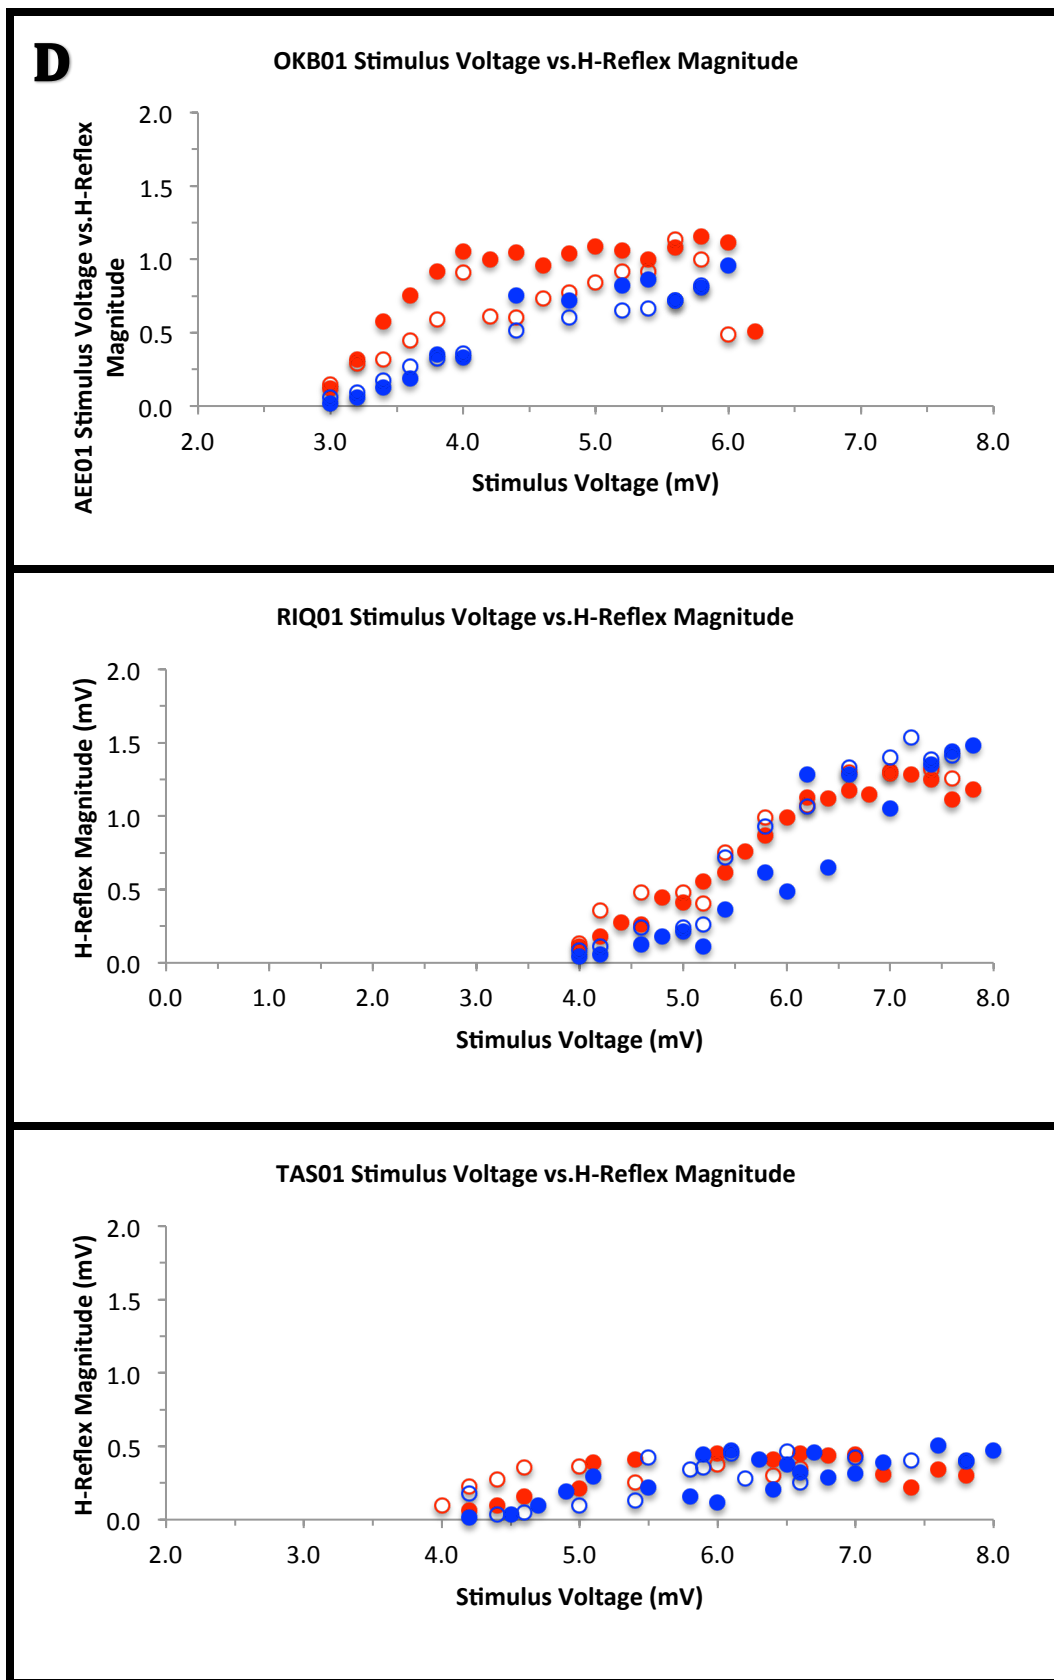 D
OKB01 Stimulus Voltage vs.H-Reflex Magnitude
AEE01 Stimulus Voltage vs.H-Reflex
Magnitude
2.0
1.5
1.0
0.5
0.0
2.0 3.0 4.0 5.0 6.0 7.0 8.0
Stimulus Voltage (mV)
RIQ01 Stimulus Voltage vs.H-Reflex Magnitude
H-Reflex Magnitude (mV)
2.0
1.5
1.0
0.5
0.0
0.0 1.0 2.0 3.0 4.0 5.0 6.0 7.0 8.0
Stimulus Voltage (mV)
TAS01 Stimulus Voltage vs.H-Reflex Magnitude
H-Reflex Magnitude (mV)
2.0
1.5
1.0
0.5
0.0
2.0 3.0 4.0 5.0 6.0 7.0 8.0
Stimulus Voltage (mV)